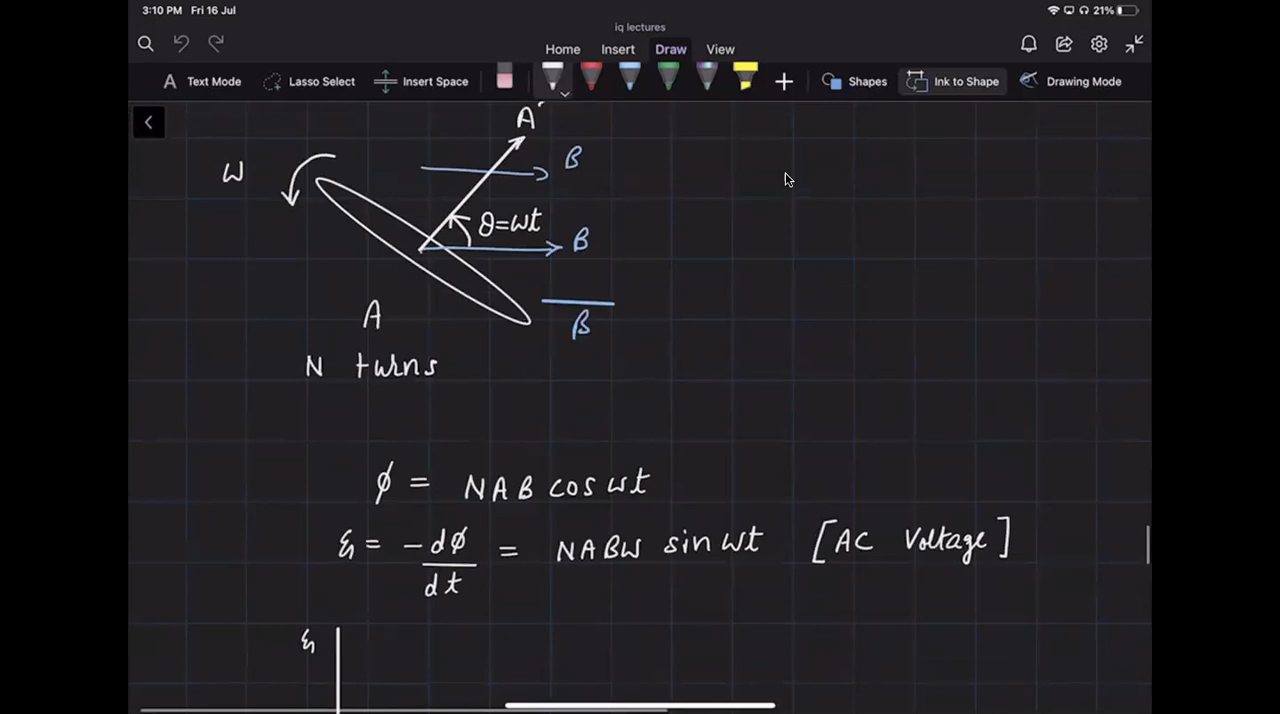 3:10 PM Fri 16 Jul
21%
iq lectures
Home Insert Draw View
Text Mode Lasso Select Insert Space Shapes Ink to Shape Drawing Mode
A
B
ω
θ=ωt
B
A
B
N turns
ϕ = NAB cos ωt
ξ = -dϕ/dt = NABω sin ωt [AC Voltage]
ξ